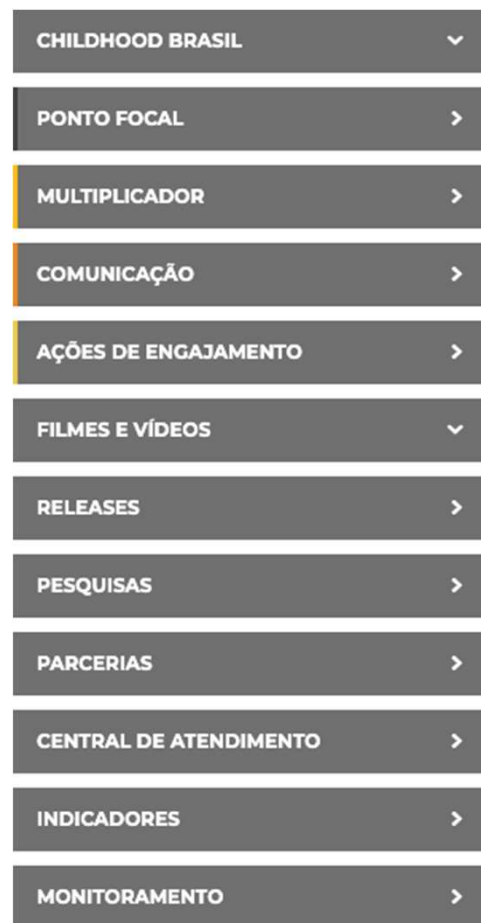 CHILDHOOD BRASIL
PONTO FOCAL
MULTIPLICADOR
COMUNICAÇÃO
AÇÕES DE ENGAJAMENTO
FILMES E VÍDEOS
RELEASES
PESQUISAS
PARCERIAS
CENTRAL DE ATENDIMENTO
INDICADORES
MONITORAMENTO